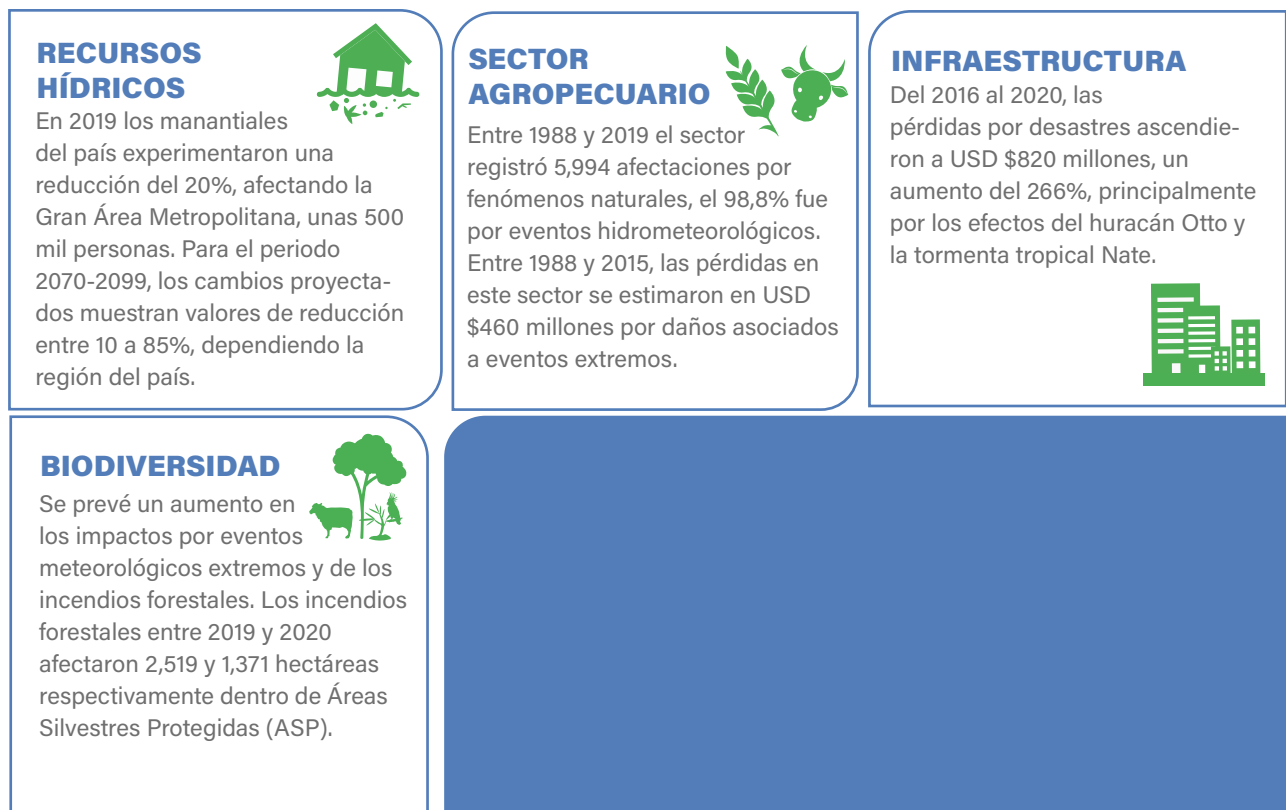 RECURSOS
HÍDRICOS
En 2019 los manantiales
del país experimentaron una
reducción del 20%, afectando la
Gran Área Metropolitana, unas 500
mil personas. Para el periodo
2070-2099, los cambios proyecta-
dos muestran valores de reducción
entre 10 a 85%, dependiendo la
región del país.
SECTOR
AGROPECUARIO
Entre 1988 y 2019 el sector
registró 5,994 afectaciones por
fenómenos naturales, el 98,8% fue
por eventos hidrometeorológicos.
Entre 1988 y 2015, las pérdidas en
este sector se estimaron en USD
$460 millones por daños asociados
a eventos extremos.
INFRAESTRUCTURA
Del 2016 al 2020, las
pérdidas por desastres ascendie-
ron a USD $820 millones, un
aumento del 266%, principalmente
por los efectos del huracán Otto y
la tormenta tropical Nate.
BIODIVERSIDAD
Se prevé un aumento en
los impactos por eventos
meteorológicos extremos y de los
incendios forestales. Los incendios
forestales entre 2019 y 2020
afectaron 2,519 y 1,371 hectáreas
respectivamente dentro de Áreas
Silvestres Protegidas (ASP).